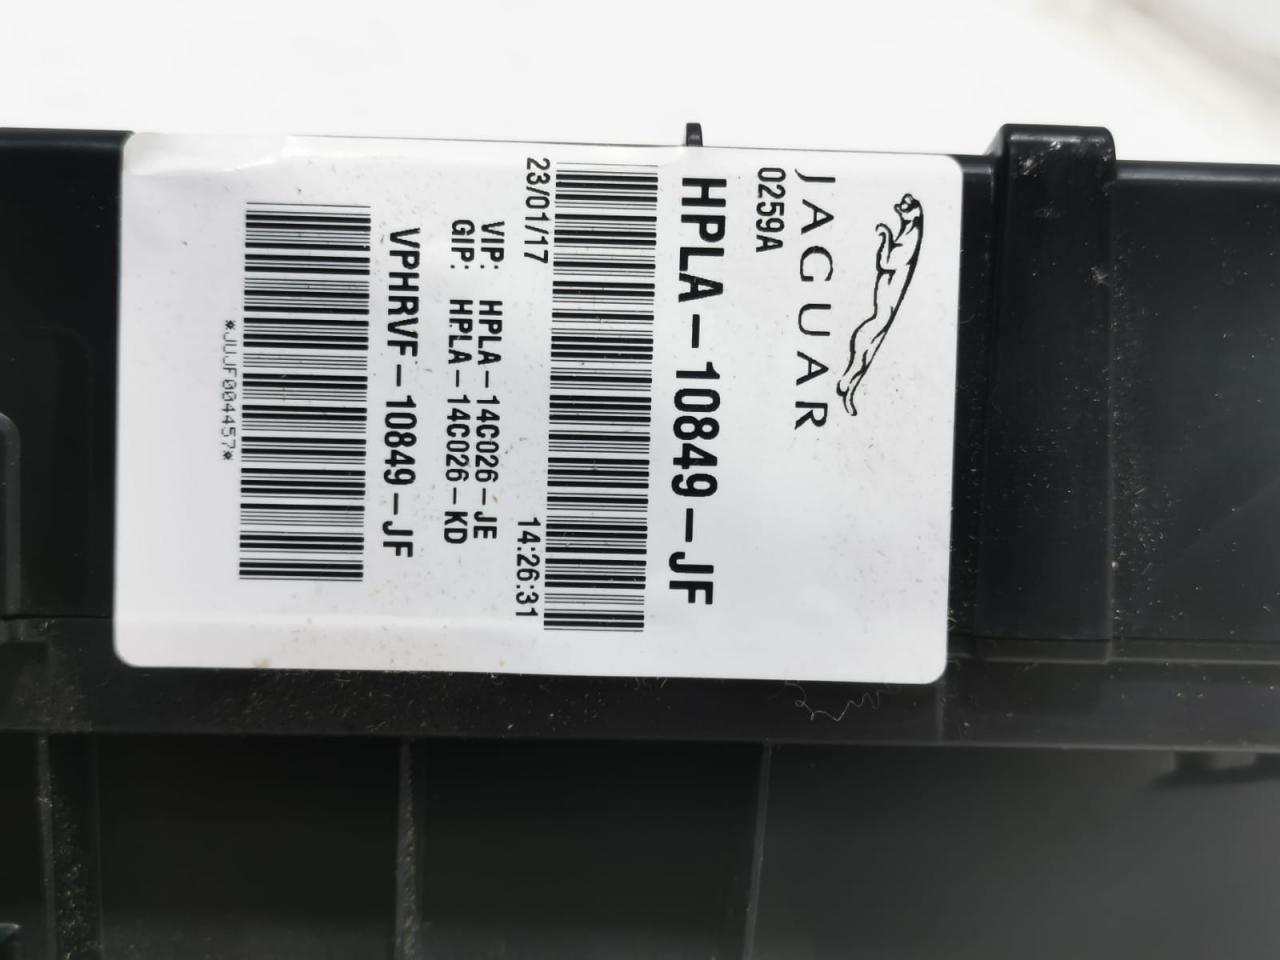 JAGUAR
0259A
HPLA-10849-JF
23/01/17 14:26:31
VIP: HPLA-14C026-JE
GIP: HPLA-14C026-KD
VPHRVF-10849-JF
*JUJF004457*